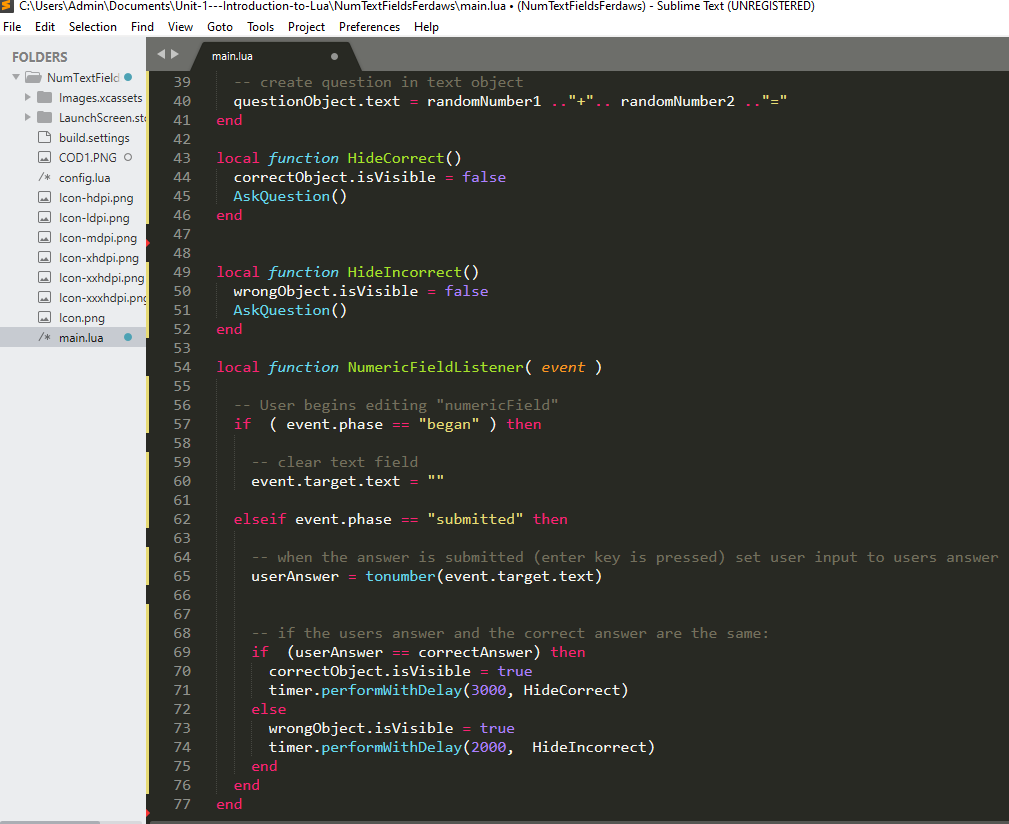 C:\Users\Admin\Documents\Unit-1---Introduction-to-Lua\NumTextFieldsFerdaws\main.lua • (NumTextFieldsFerdaws) - Sublime Text (UNREGISTERED)
File Edit Selection Find View Goto Tools Project Preferences Help
FOLDERS
NumTextField
Images.xcassets
LaunchScreen.sto
build.settings
COD1.PNG
/* config.lua
Icon-hdpi.png
Icon-ldpi.png
Icon-mdpi.png
Icon-xhdpi.png
Icon-xxhdpi.png
Icon-xxxhdpi.png
Icon.png
/* main.lua
main.lua
39     -- create question in text object
40     questionObject.text = randomNumber1 .."+".. randomNumber2 .."="
41   end
42
43   local function HideCorrect()
44     correctObject.isVisible = false
45     AskQuestion()
46   end
47
48
49   local function HideIncorrect()
50     wrongObject.isVisible = false
51     AskQuestion()
52   end
53
54   local function NumericFieldListener( event )
55
56     -- User begins editing "numericField"
57     if  ( event.phase == "began" ) then
58
59       -- clear text field
60       event.target.text = ""
61
62     elseif event.phase == "submitted" then
63
64       -- when the answer is submitted (enter key is pressed) set user input to users answer
65       userAnswer = tonumber(event.target.text)
66
67
68       -- if the users answer and the correct answer are the same:
69       if  (userAnswer == correctAnswer) then
70         correctObject.isVisible = true
71         timer.performWithDelay(3000, HideCorrect)
72       else
73         wrongObject.isVisible = true
74         timer.performWithDelay(2000,  HideIncorrect)
75       end
76     end
77   end